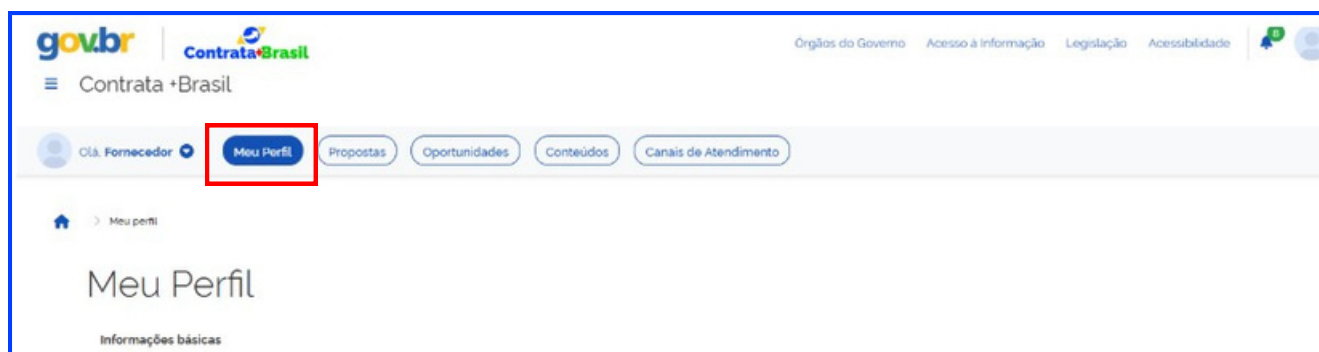 gov.br Contrata+Brasil Órgãos do Governo Acesso à Informação Legislação Acessibilidade
Contrata +Brasil
Olá, Fornecedor Meu Perfil Propostas Oportunidades Conteúdos Canais de Atendimento
> Meu perfil
Meu Perfil
Informações básicas